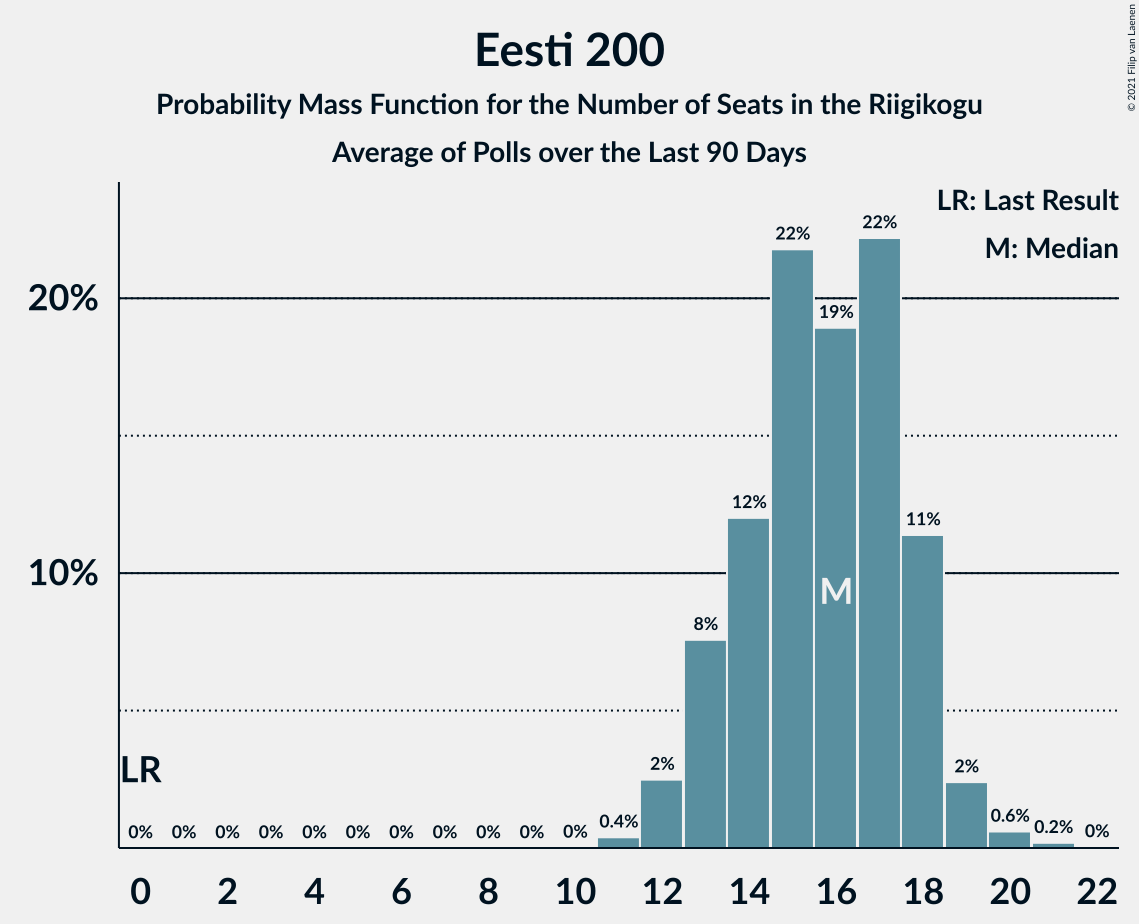 Eesti 200
Probability Mass Function for the Number of Seats in the Riigikogu
Average of Polls over the Last 90 Days
© 2021 Filip van Laenen
LR: Last Result
M: Median
20%
10%
22%
22%
19%
12%
11%
8%
2%
2%
LR
M
0% 0% 0% 0% 0% 0% 0% 0% 0% 0% 0% 0.4% 0.6% 0.2% 0%
0 2 4 6 8 10 12 14 16 18 20 22